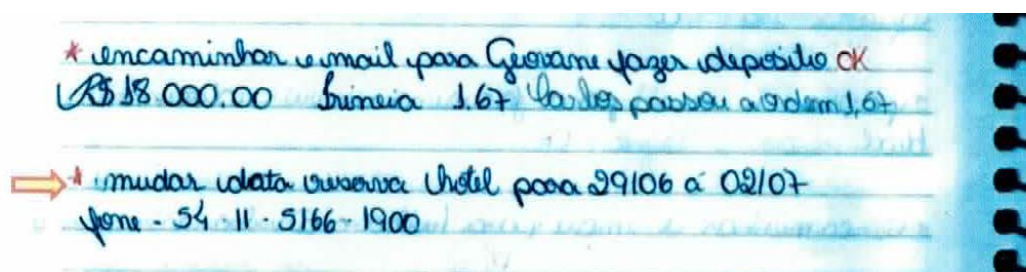 * encaminhar e mail para Geovane fazer depósito OK
R$ 18.000.00 1.67 Carlos passou a ordem 1,67
* mudar data reserva hotel para 29/06 a 02/07
fone - 54 - 11 - 5166 - 1900